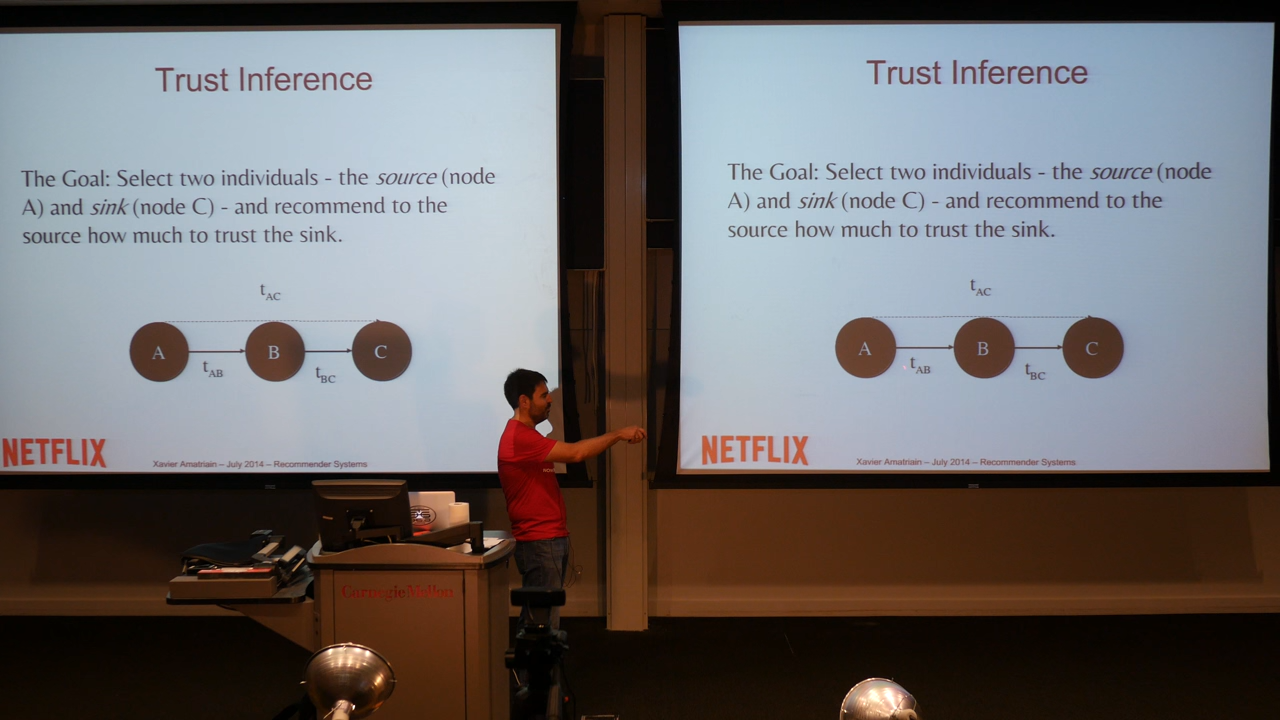 Trust Inference
The Goal: Select two individuals - the source (node
A) and sink (node C) - and recommend to the
source how much to trust the sink.
tAC
A B C
tAB tBC
NETFLIX
Xavier Amatriain – July 2014 – Recommender Systems
Trust Inference
The Goal: Select two individuals - the source (node
A) and sink (node C) - and recommend to the
source how much to trust the sink.
tAC
A B C
tAB tBC
NETFLIX
Xavier Amatriain – July 2014 – Recommender Systems
Carnegie Mellon